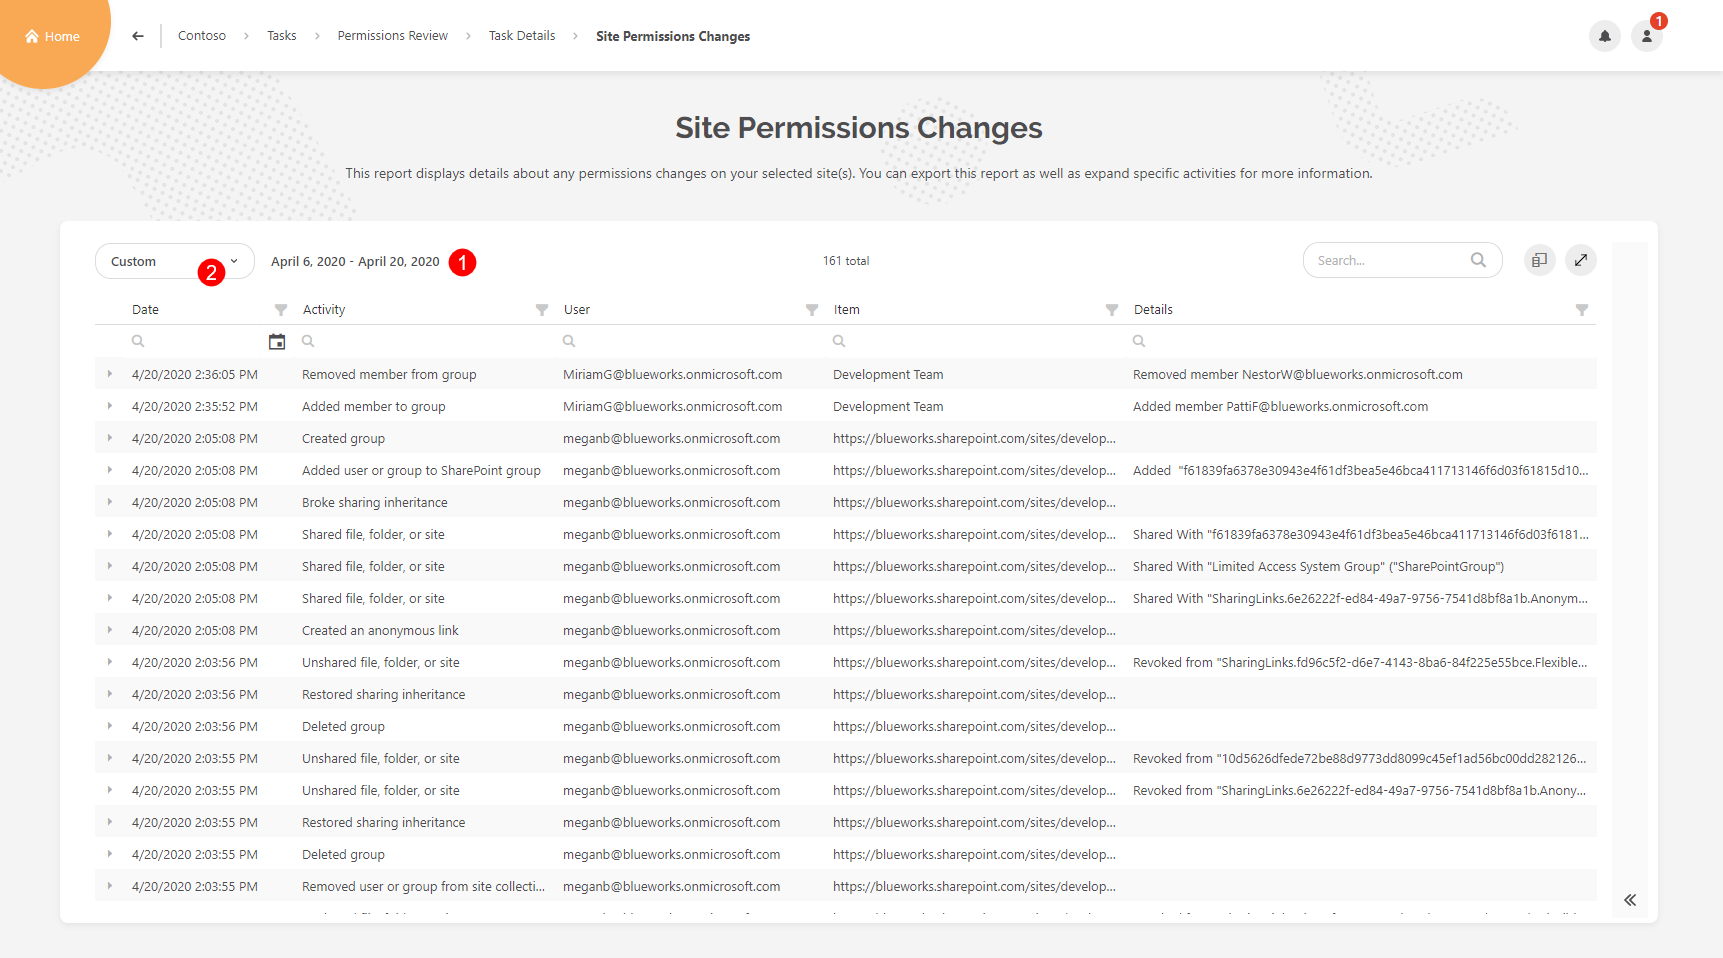 Home
Contoso > Tasks > Permissions Review > Task Details > Site Permissions Changes
1
Site Permissions Changes
This report displays details about any permissions changes on your selected site(s). You can export this report as well as expand specific activities for more information.
Custom 2 April 6, 2020 - April 20, 2020 1 161 total Search...
Date Activity User Item Details
4/20/2020 2:36:05 PM Removed member from group MiriamG@blueworks.onmicrosoft.com Development Team Removed member NestorW@blueworks.onmicrosoft.com
4/20/2020 2:35:52 PM Added member to group MiriamG@blueworks.onmicrosoft.com Development Team Added member PattiF@blueworks.onmicrosoft.com
4/20/2020 2:05:08 PM Created group meganb@blueworks.onmicrosoft.com https://blueworks.sharepoint.com/sites/develop...
4/20/2020 2:05:08 PM Added user or group to SharePoint group meganb@blueworks.onmicrosoft.com https://blueworks.sharepoint.com/sites/develop... Added "f61839fa6378e30943e4f61df3bea5e46bca411713146f6d03f61815d10...
4/20/2020 2:05:08 PM Broke sharing inheritance meganb@blueworks.onmicrosoft.com https://blueworks.sharepoint.com/sites/develop...
4/20/2020 2:05:08 PM Shared file, folder, or site meganb@blueworks.onmicrosoft.com https://blueworks.sharepoint.com/sites/develop... Shared With "f61839fa6378e30943e4f61df3bea5e46bca411713146f6d03f6181...
4/20/2020 2:05:08 PM Shared file, folder, or site meganb@blueworks.onmicrosoft.com https://blueworks.sharepoint.com/sites/develop... Shared With "Limited Access System Group" ("SharePointGroup")
4/20/2020 2:05:08 PM Shared file, folder, or site meganb@blueworks.onmicrosoft.com https://blueworks.sharepoint.com/sites/develop... Shared With "SharingLinks.6e26222f-ed84-49a7-9756-7541d8bf8a1b.Anonym...
4/20/2020 2:05:08 PM Created an anonymous link meganb@blueworks.onmicrosoft.com https://blueworks.sharepoint.com/sites/develop...
4/20/2020 2:03:56 PM Unshared file, folder, or site meganb@blueworks.onmicrosoft.com https://blueworks.sharepoint.com/sites/develop... Revoked from "SharingLinks.fd96c5f2-d6e7-4143-8ba6-84f225e55bce.Flexible...
4/20/2020 2:03:56 PM Restored sharing inheritance meganb@blueworks.onmicrosoft.com https://blueworks.sharepoint.com/sites/develop...
4/20/2020 2:03:56 PM Deleted group meganb@blueworks.onmicrosoft.com https://blueworks.sharepoint.com/sites/develop...
4/20/2020 2:03:55 PM Unshared file, folder, or site meganb@blueworks.onmicrosoft.com https://blueworks.sharepoint.com/sites/develop... Revoked from "10d5626dfede72be88d9773dd8099c45ef1ad56bc00dd282126...
4/20/2020 2:03:55 PM Unshared file, folder, or site meganb@blueworks.onmicrosoft.com https://blueworks.sharepoint.com/sites/develop... Revoked from "SharingLinks.6e26222f-ed84-49a7-9756-7541d8bf8a1b.Anony...
4/20/2020 2:03:55 PM Restored sharing inheritance meganb@blueworks.onmicrosoft.com https://blueworks.sharepoint.com/sites/develop...
4/20/2020 2:03:55 PM Deleted group meganb@blueworks.onmicrosoft.com https://blueworks.sharepoint.com/sites/develop...
4/20/2020 2:03:55 PM Removed user or group from site collecti... meganb@blueworks.onmicrosoft.com https://blueworks.sharepoint.com/sites/develop...